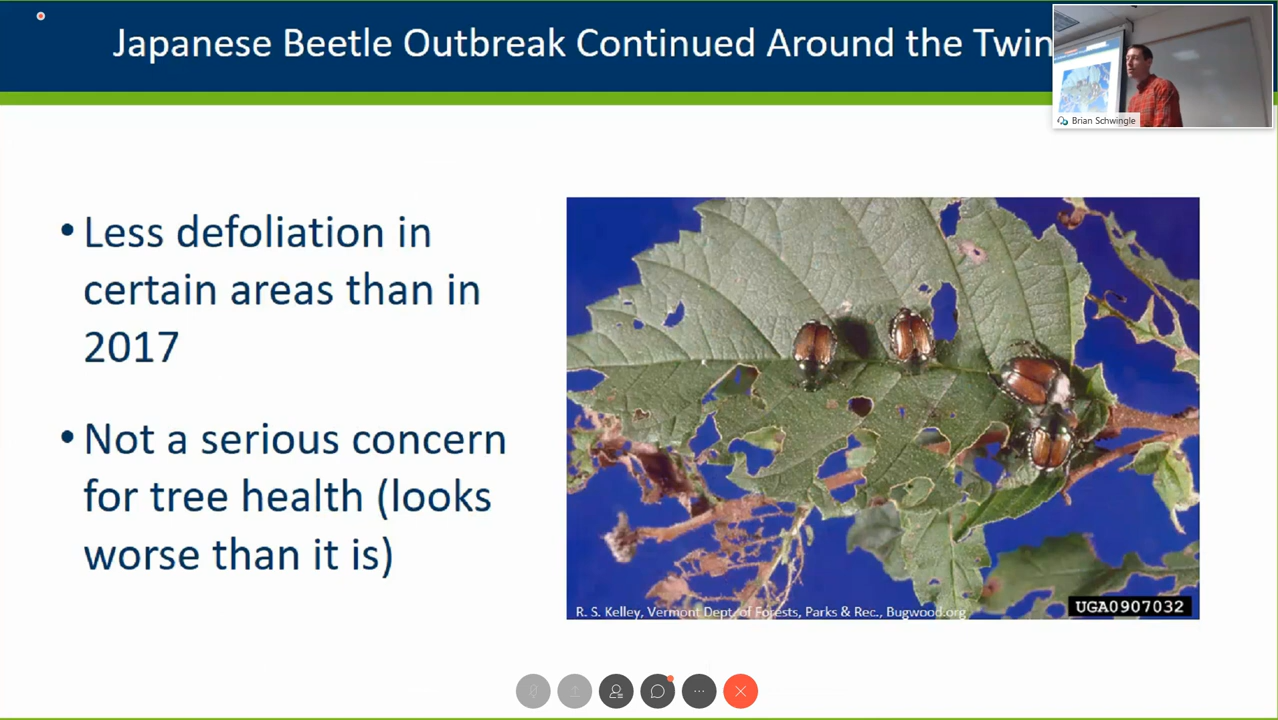 Japanese Beetle Outbreak Continued Around the Twin
Brian Schwingle
• Less defoliation in
certain areas than in
2017
• Not a serious concern
for tree health (looks
worse than it is)
R. S. Kelley, Vermont Dept. of Forests, Parks & Rec., Bugwood.org
UGA0907032